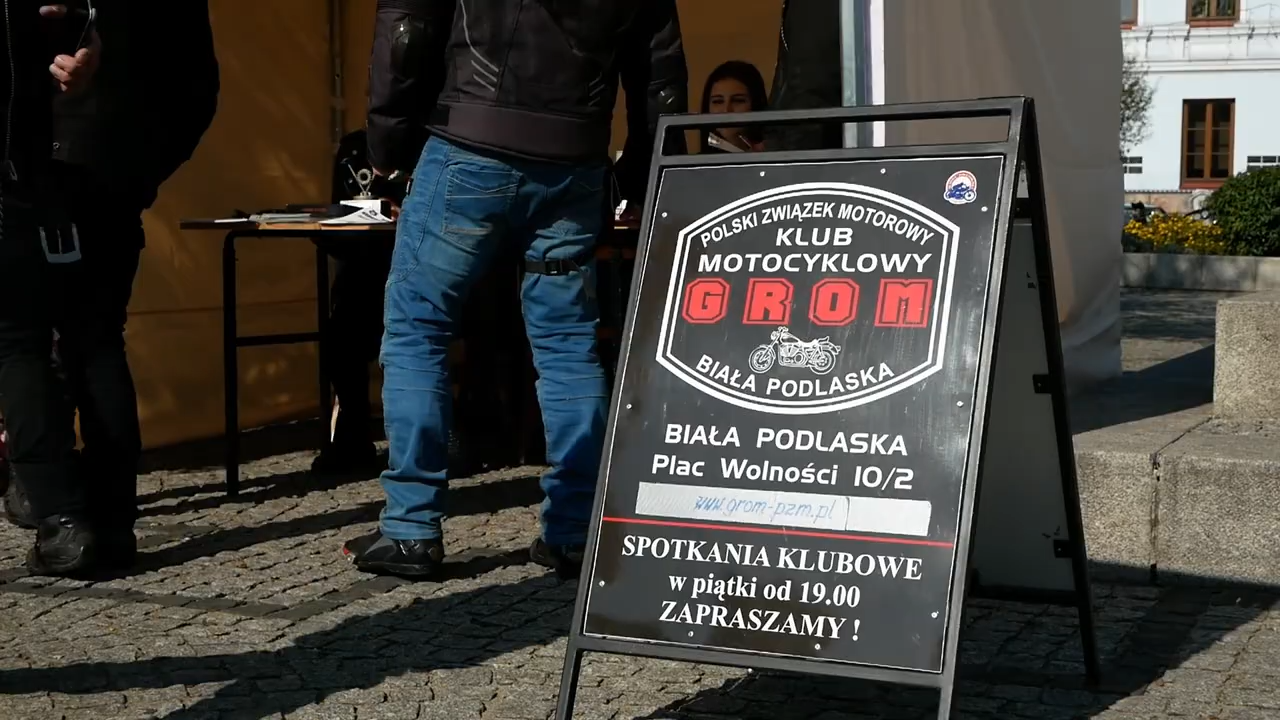 POLSKI ZWIĄZEK MOTOROWY
KLUB
MOTOCYKLOWY
GROM
BIAŁA PODLASKA
BIAŁA PODLASKA
Plac Wolności 10/2
www.grom-pzm.pl
SPOTKANIA KLUBOWE
w piątki od 19.00
ZAPRASZAMY !